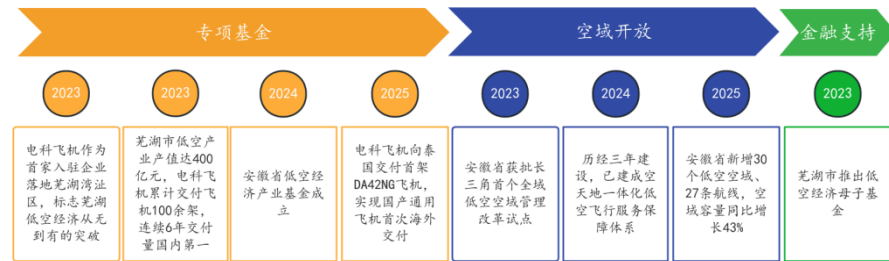 专项基金
空域开放
金融支持
2023
2023
2024
2025
2023
2024
2025
2023
电科飞机作为
首家入驻企业
落地芜湖湾沚
区，标志芜湖
低空经济从无
到有的突破
芜湖市低空产
业产值达400
亿元，电科飞
机累计交付飞
机100余架，
连续6年交付
量国内第一
安徽省低空经
济产业基金成
立
电科飞机向泰
国交付首架
DA42NG飞机，
实现国产通用
飞机首次海外
交付
安徽省获批长
三角首个全域
低空空域管理
改革试点
历经三年建
设，已建成空
天地一体化低
空飞行服务保
障体系
安徽省新增30
个低空空域、
27条航线，空
域容量同比增
长43%
芜湖市推出低
空经济母子基
金